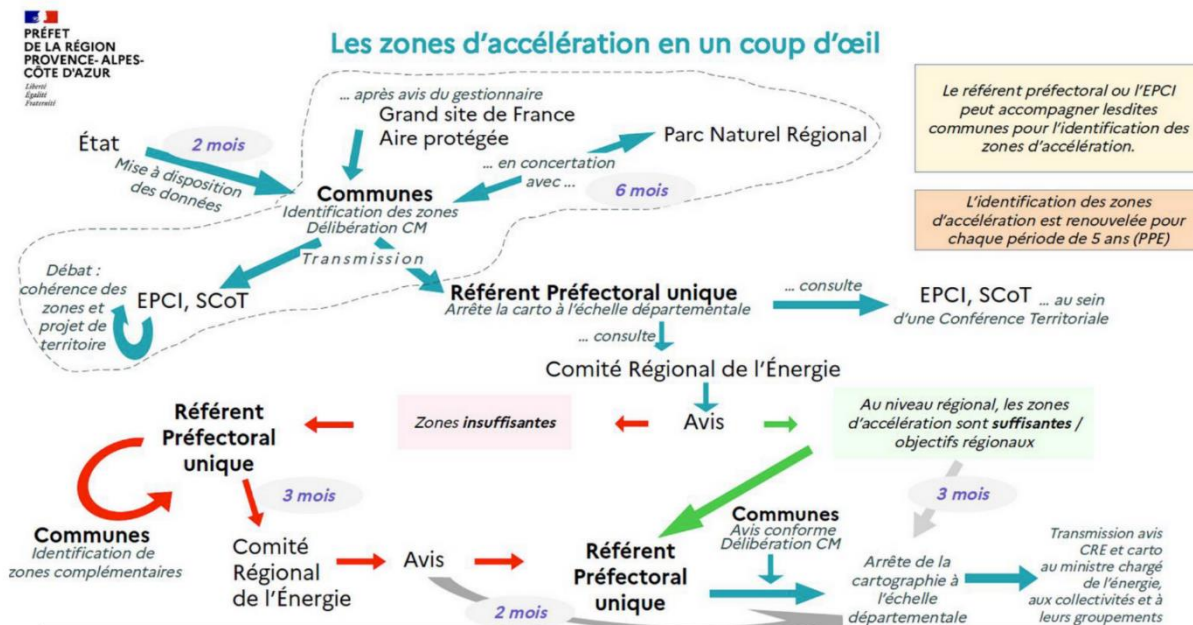 PRÉFET
DE LA RÉGION
PROVENCE- ALPES-
CÔTE D'AZUR
Liberté
Égalité
Fraternité
Les zones d'accélération en un coup d'œil
... après avis du gestionnaire
Grand site de France
Aire protégée
État
2 mois
Mise à disposition
des données
Parc Naturel Régional
... en concertation
avec ...
6 mois
Communes
Identification des zones
Délibération CM
Transmission
Le référent préfectoral ou l'EPCI
peut accompagner lesdites
communes pour l'identification des
zones d'accélération.
L'identification des zones
d'accélération est renouvelée pour
chaque période de 5 ans (PPE)
Débat :
cohérence des
zones et
projet de
territoire
EPCI, SCoT
Référent Préfectoral unique
Arrête la carto à l'échelle départementale
... consulte
EPCI, SCoT ... au sein
d'une Conférence Territoriale
... consulte
Comité Régional de l'Énergie
Avis
Zones insuffisantes
Au niveau régional, les zones
d'accélération sont suffisantes /
objectifs régionaux
Référent
Préfectoral
unique
3 mois
Communes
Identification de
zones complémentaires
Comité
Régional
de l'Énergie
Avis
2 mois
Référent
Préfectoral
unique
Communes
Avis conforme
Délibération CM
3 mois
Arrête de la
cartographie à
l'échelle
départementale
Transmission avis
CRE et carto
au ministre chargé
de l'énergie,
aux collectivités et à
leurs groupements